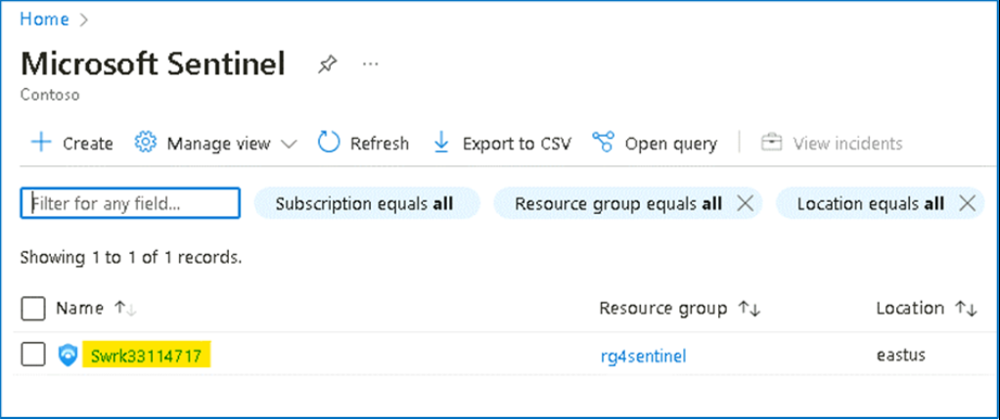 Home >
Microsoft Sentinel ...
Contoso
+ Create Manage view Refresh Export to CSV Open query View incidents
Filter for any field... Subscription equals all Resource group equals all Location equals all
Showing 1 to 1 of 1 records.
Name ↑↓ Resource group ↑↓ Location ↑↓
Swrk33114717 rg4sentinel eastus